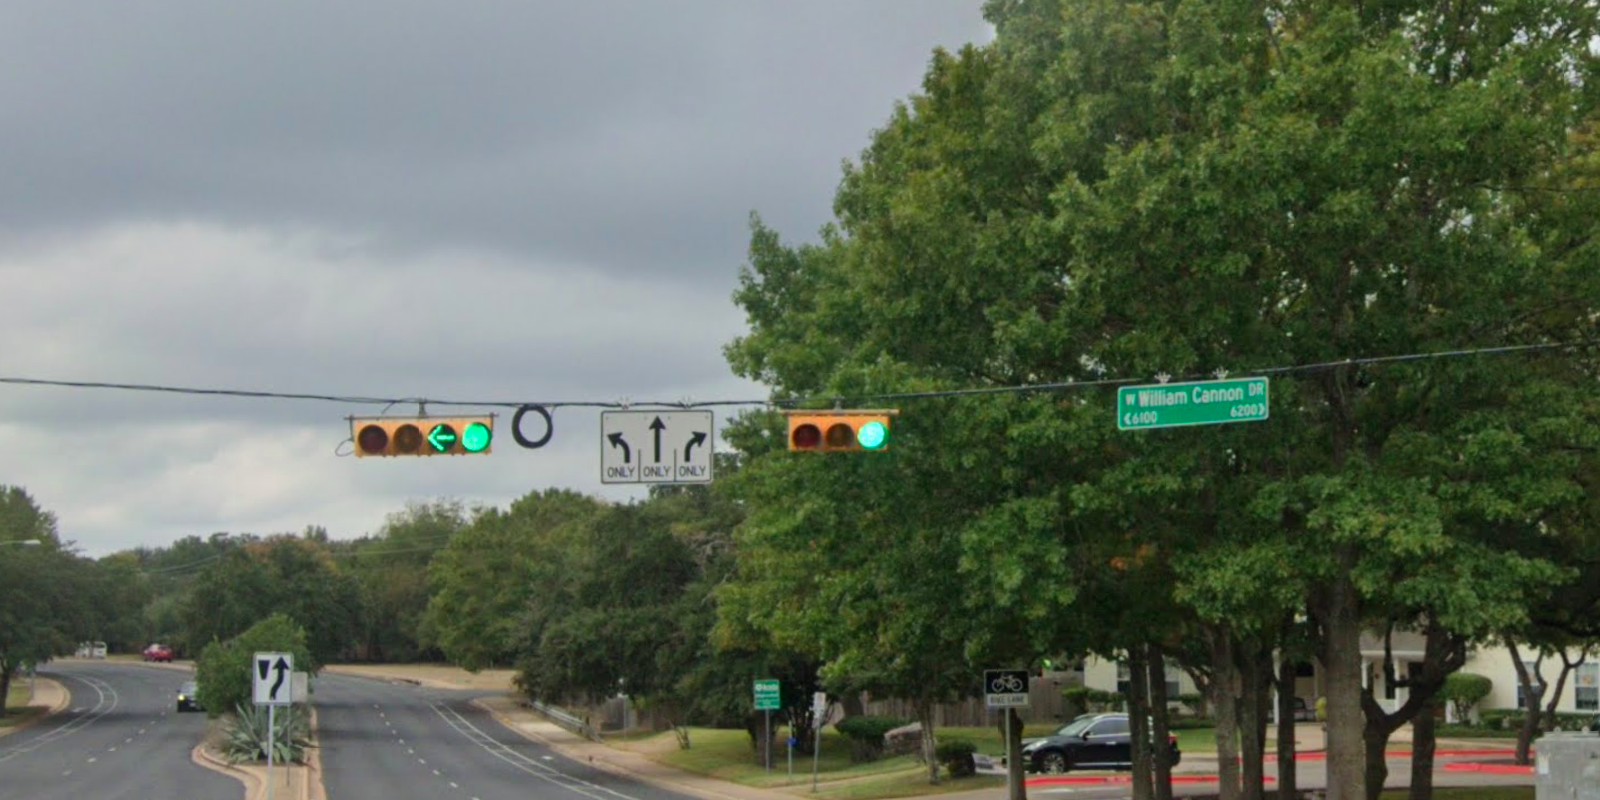 W William Cannon DR
6100 6200
ONLY ONLY ONLY
BIKE LANE